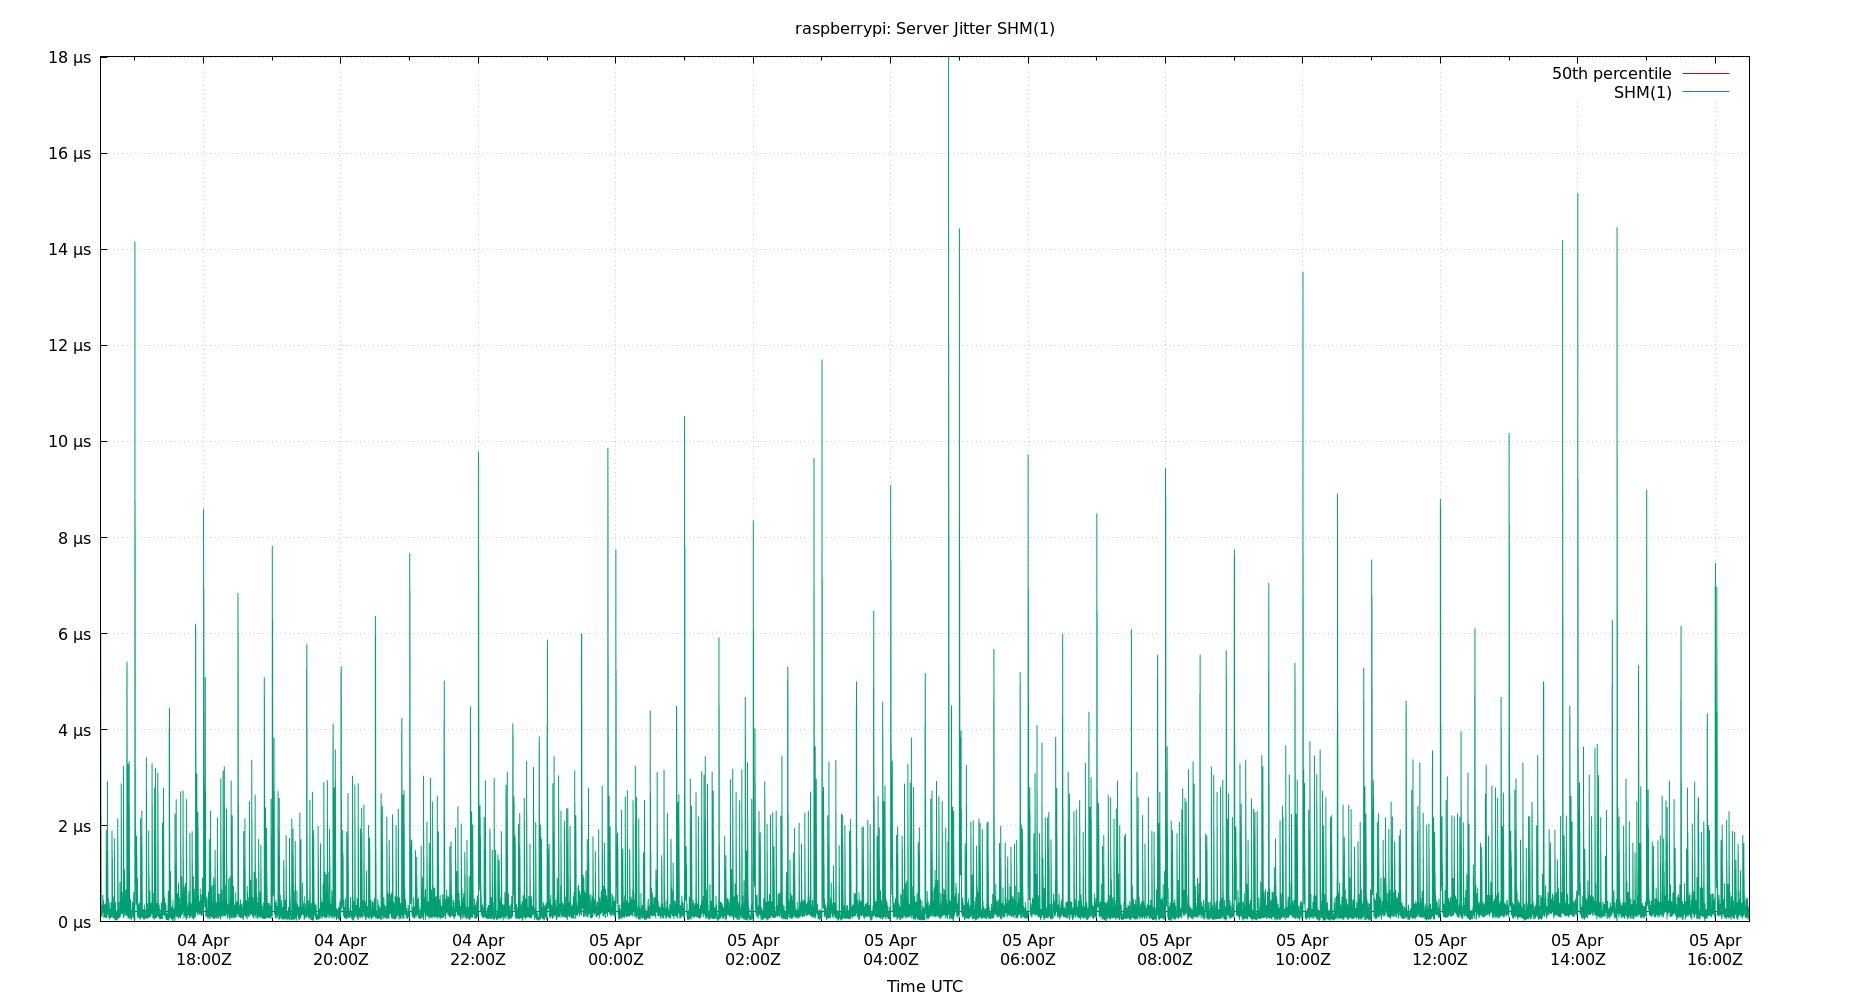 raspberrypi: Server Jitter SHM(1)
18 µs
16 µs
14 µs
12 µs
10 µs
8 µs
6 µs
4 µs
2 µs
0 µs
50th percentile
SHM(1)
04 Apr 04 Apr 04 Apr 05 Apr 05 Apr 05 Apr 05 Apr 05 Apr 05 Apr 05 Apr 05 Apr 05 Apr
18:00Z 20:00Z 22:00Z 00:00Z 02:00Z 04:00Z 06:00Z 08:00Z 10:00Z 12:00Z 14:00Z 16:00Z
Time UTC